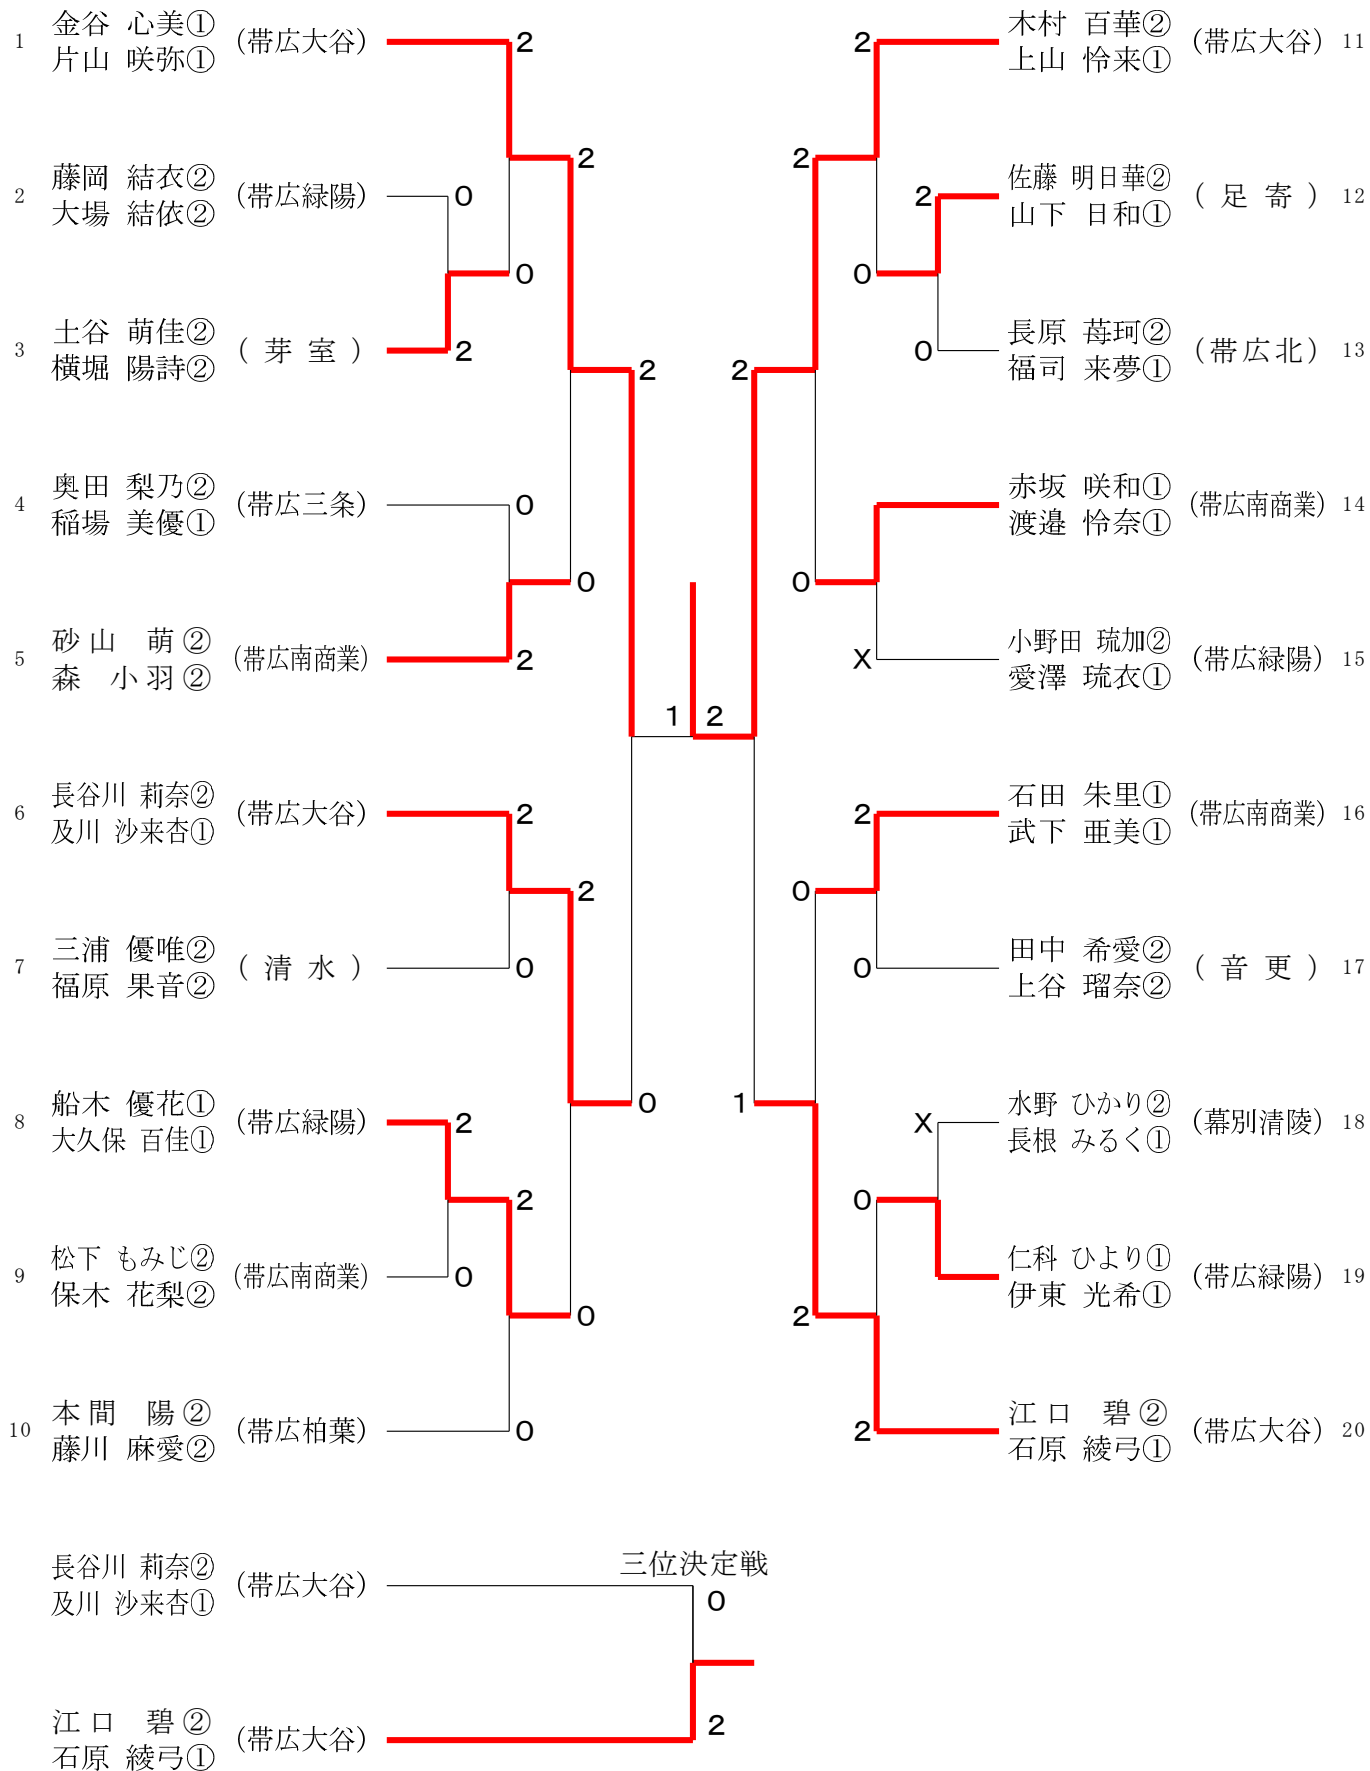 金谷 心美①
片山 咲弥①
1 (帯広大谷) 2
2
藤岡 結衣②
大場 結依②
2 (帯広緑陽) 0
0
土谷 萌佳②
横堀 陽詩②
3 (芽室) 2
2
奥田 梨乃②
稲場 美優①
4 (帯広三条) 0
0
砂山 萌②
森 小羽②
5 (帯広南商業) 2
1 2
長谷川 莉奈②
及川 沙来杏①
6 (帯広大谷) 2
2
三浦 優唯②
福原 果音②
7 (清水) 0
0
船木 優花①
大久保 百佳①
8 (帯広緑陽) 2
2
松下 もみじ②
保木 花梨②
9 (帯広南商業) 0
0
本間 陽②
藤川 麻愛②
10 (帯広柏葉) 0
木村 百華②
上山 怜来①
2 (帯広大谷) 11
2
佐藤 明日華②
山下 日和①
2 (足寄) 12
0
長原 苺珂②
福司 来夢①
0 (帯広北) 13
2
赤坂 咲和①
渡邉 怜奈①
(帯広南商業) 14
0
小野田 琉加②
愛澤 琉衣①
X (帯広緑陽) 15
石田 朱里①
武下 亜美①
2 (帯広南商業) 16
0
田中 希愛②
上谷 瑠奈②
0 (音更) 17
1
水野 ひかり②
長根 みるく①
X (幕別清陵) 18
0
仁科 ひより①
伊東 光希①
(帯広緑陽) 19
2
江口 碧②
石原 綾弓①
2 (帯広大谷) 20
三位決定戦
長谷川 莉奈②
及川 沙来杏①
(帯広大谷) 0
江口 碧②
石原 綾弓①
(帯広大谷) 2